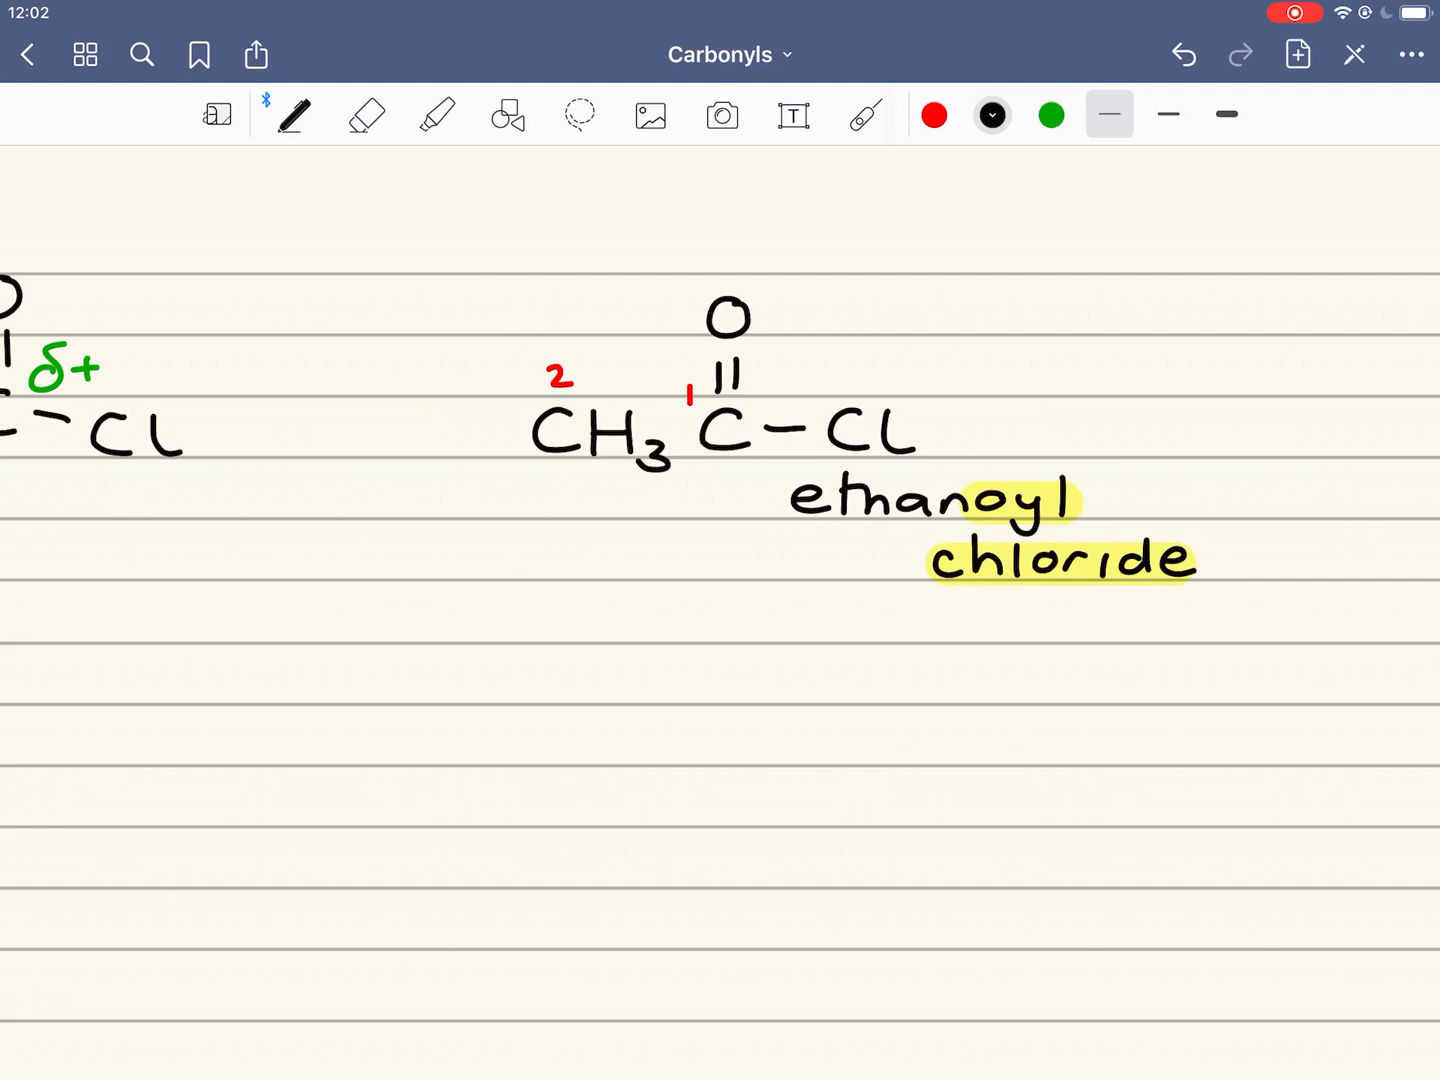 12:02
Carbonyls
T
O
δ+
Cl
O
||
2
1
CH3 C-Cl
ethanoyl
chloride